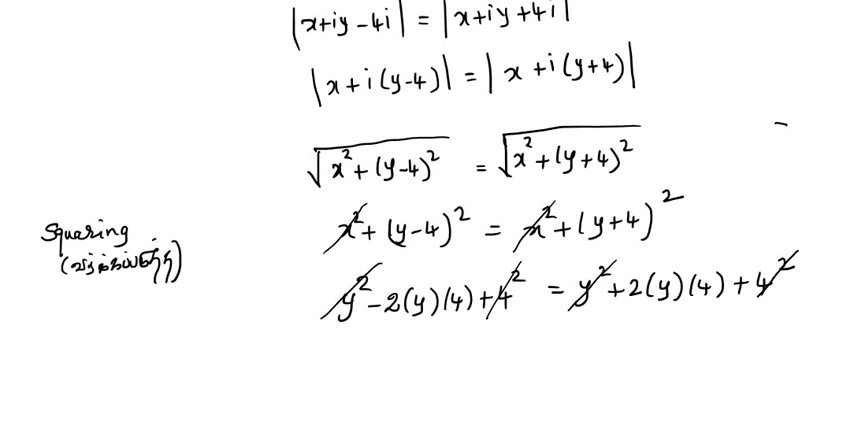 |x+iy-4i| = |x+iy+4i|
|x+i(y-4)| = |x+i(y+4)|
√(x²+(y-4)²) = √(x²+(y+4)²)
Squaring x²+(y-4)² = x²+(y+4)²
y²-2(y)(4)+4² = y²+2(y)(4)+4²